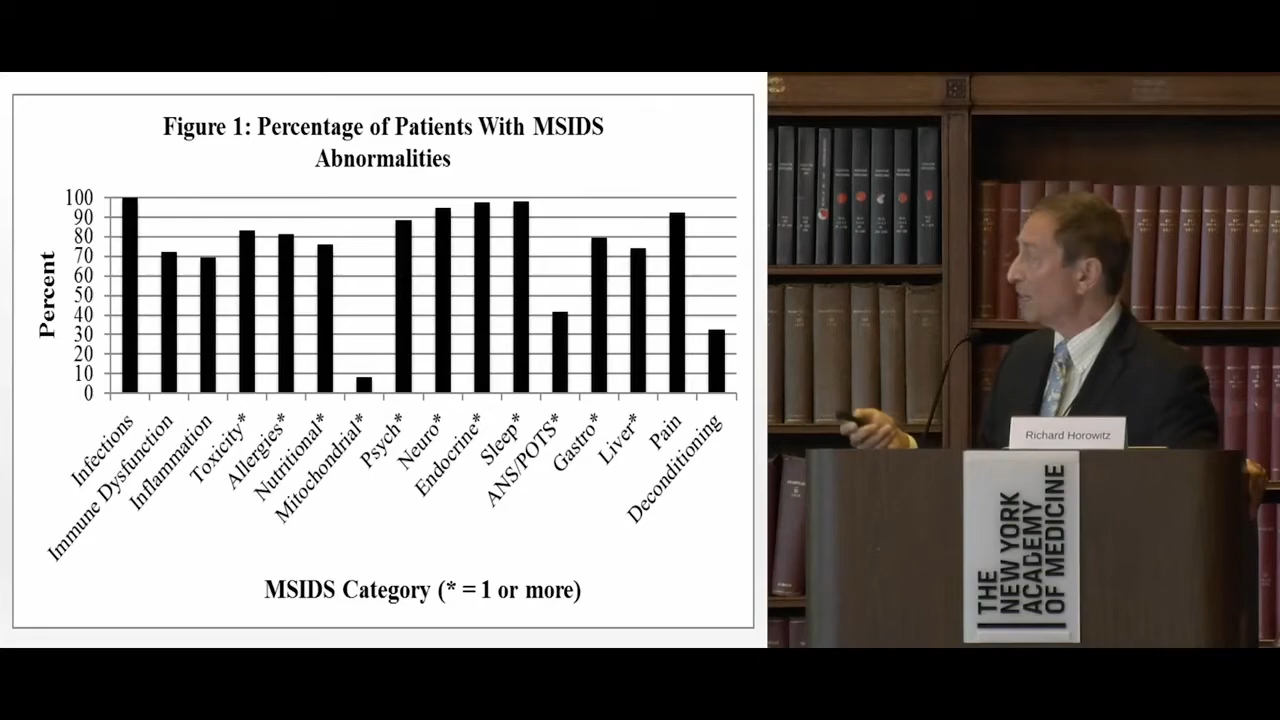 Figure 1: Percentage of Patients With MSIDS
Abnormalities
100
90
80
70
60
50
40
30
20
10
0
Percent
Infections
Immune Dysfunction
Inflammation
Toxicity*
Allergies*
Nutritional*
Mitochondrial*
Psych*
Neuro*
Endocrine*
Sleep*
ANS/POTS*
Gastro*
Liver*
Pain
Deconditioning
MSIDS Category (* = 1 or more)
Richard Horowitz
THE
NEW YORK
ACADEMY
OF MEDICINE